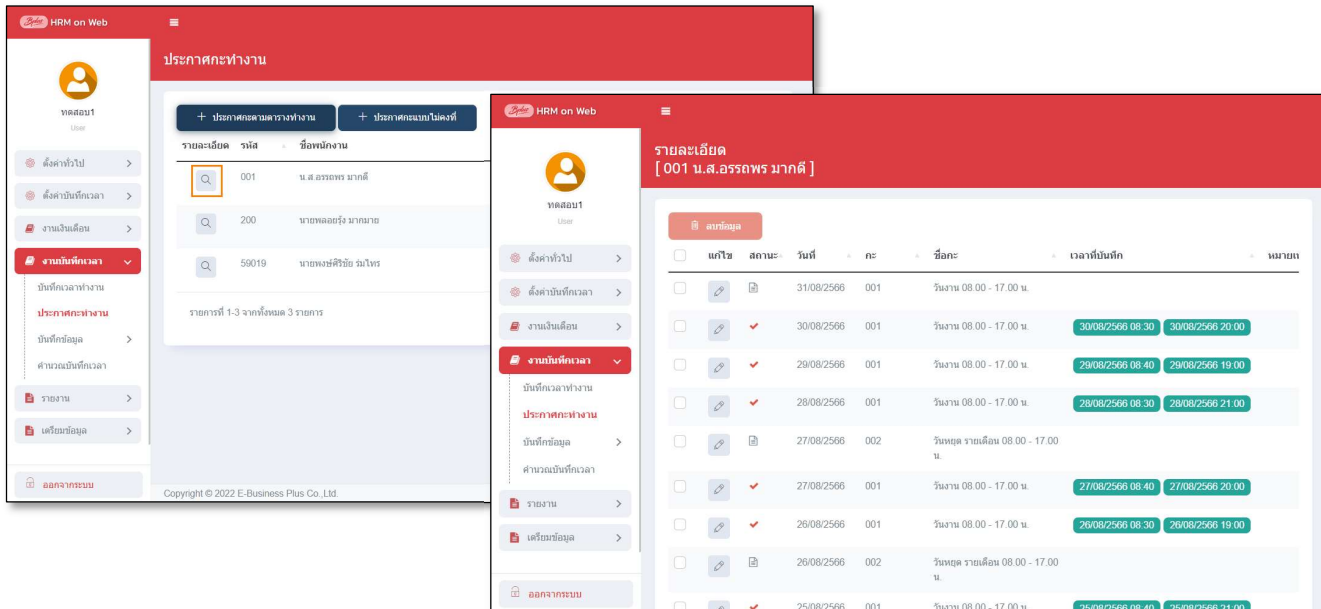 Bplus HRM on Web
ประกาศกะทำงาน
ทดสอบ1
User
ตั้งค่าทั่วไป
ตั้งค่าบันทึกเวลา
งานเงินเดือน
งานบันทึกเวลา
บันทึกเวลาทำงาน
ประกาศกะทำงาน
บันทึกข้อมูล
คำนวณบันทึกเวลา
รายงาน
เตรียมข้อมูล
ออกจากระบบ
+ ประกาศกะตามตารางทำงาน + ประกาศกะแบบไม่คงที่
รายละเอียด รหัส ชื่อพนักงาน
001 น.ส.อรรถพร มากดี
200 นายพลอยรุ้ง มากมาย
59019 นายพงษ์ศิริชัย ร่มไทร
รายการที่ 1-3 จากทั้งหมด 3 รายการ
Copyright © 2022 E-Business Plus Co.,Ltd.
Bplus HRM on Web
รายละเอียด
[ 001 น.ส.อรรถพร มากดี ]
ทดสอบ1
User
ตั้งค่าทั่วไป
ตั้งค่าบันทึกเวลา
งานเงินเดือน
งานบันทึกเวลา
บันทึกเวลาทำงาน
ประกาศกะทำงาน
บันทึกข้อมูล
คำนวณบันทึกเวลา
รายงาน
เตรียมข้อมูล
ออกจากระบบ
ลบข้อมูล
แก้ไข สถานะ วันที่ กะ ชื่อกะ เวลาที่บันทึก หมายเ
31/08/2566 001 วันงาน 08.00 - 17.00 น.
30/08/2566 001 วันงาน 08.00 - 17.00 น. 30/08/2566 08:30 30/08/2566 20:00
29/08/2566 001 วันงาน 08.00 - 17.00 น. 29/08/2566 08:40 29/08/2566 19:00
28/08/2566 001 วันงาน 08.00 - 17.00 น. 28/08/2566 08:30 28/08/2566 21:00
27/08/2566 002 วันหยุด รายเดือน 08.00 - 17.00
น.
27/08/2566 001 วันงาน 08.00 - 17.00 น. 27/08/2566 08:40 27/08/2566 20:00
26/08/2566 001 วันงาน 08.00 - 17.00 น. 26/08/2566 08:30 26/08/2566 19:00
26/08/2566 002 วันหยุด รายเดือน 08.00 - 17.00
น.
25/08/2566 001 วันงาน 08.00 - 17.00 น. 25/08/2566 08:40 25/08/2566 21:00